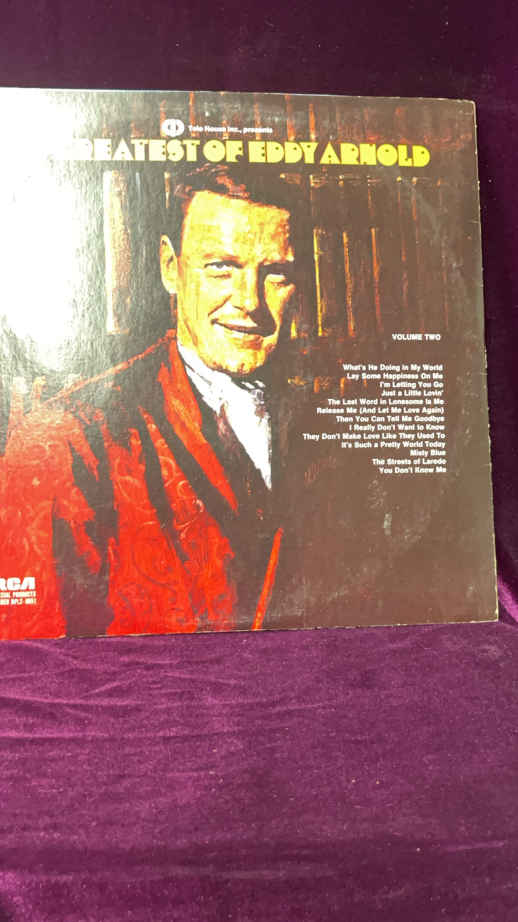 Tele House Inc., presents
GREATEST OF EDDY ARNOLD
VOLUME TWO
What's He Doing in My World
Lay Some Happiness On Me
I'm Letting You Go
Just a Little Lovin'
The Last Word in Lonesome Is Me
Release Me (And Let Me Love Again)
Then You Can Tell Me Goodbye
I Really Don't Want to Know
They Don't Make Love Like They Used To
It's Such a Pretty World Today
Misty Blue
The Streets of Laredo
You Don't Know Me
RCA
PRODUCTS